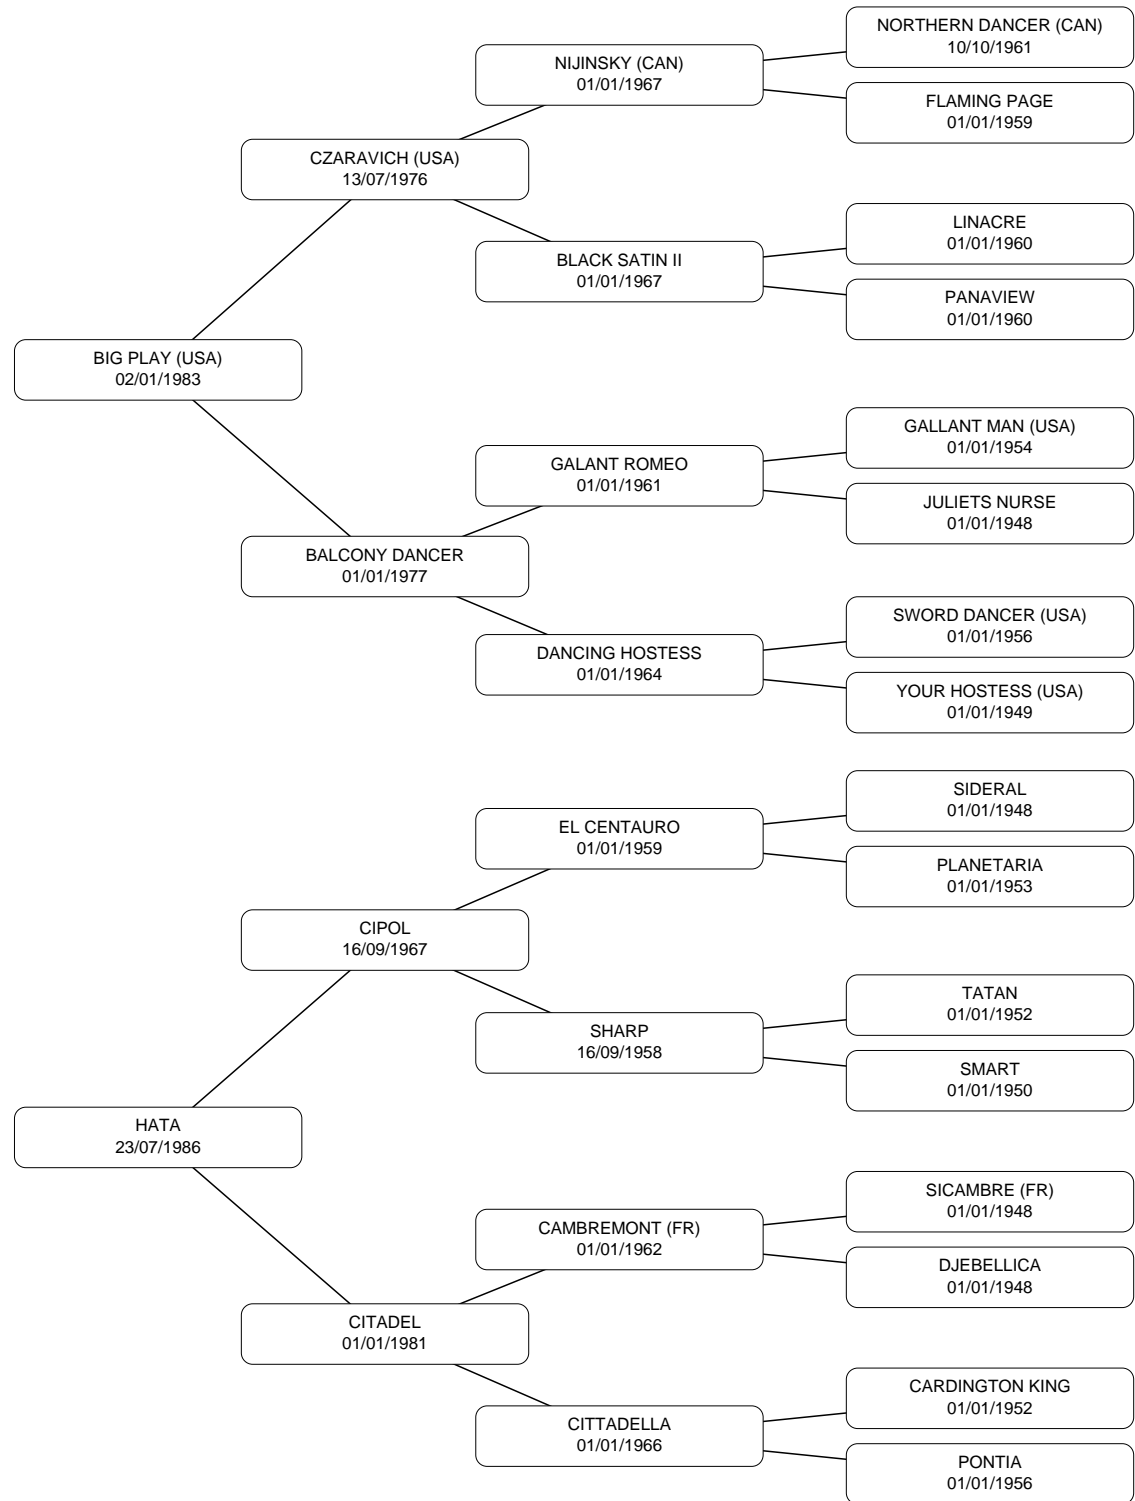 NORTHERN DANCER (CAN)
10/10/1961
NIJINSKY (CAN)
01/01/1967
FLAMING PAGE
01/01/1959
CZARAVICH (USA)
13/07/1976
LINACRE
01/01/1960
BLACK SATIN II
01/01/1967
PANAVIEW
01/01/1960
BIG PLAY (USA)
02/01/1983
GALLANT MAN (USA)
01/01/1954
GALANT ROMEO
01/01/1961
JULIETS NURSE
01/01/1948
BALCONY DANCER
01/01/1977
SWORD DANCER (USA)
01/01/1956
DANCING HOSTESS
01/01/1964
YOUR HOSTESS (USA)
01/01/1949
SIDERAL
01/01/1948
EL CENTAURO
01/01/1959
PLANETARIA
01/01/1953
CIPOL
16/09/1967
TATAN
01/01/1952
SHARP
16/09/1958
SMART
01/01/1950
HATA
23/07/1986
SICAMBRE (FR)
01/01/1948
CAMBREMONT (FR)
01/01/1962
DJEBELLICA
01/01/1948
CITADEL
01/01/1981
CARDINGTON KING
01/01/1952
CITTADELLA
01/01/1966
PONTIA
01/01/1956